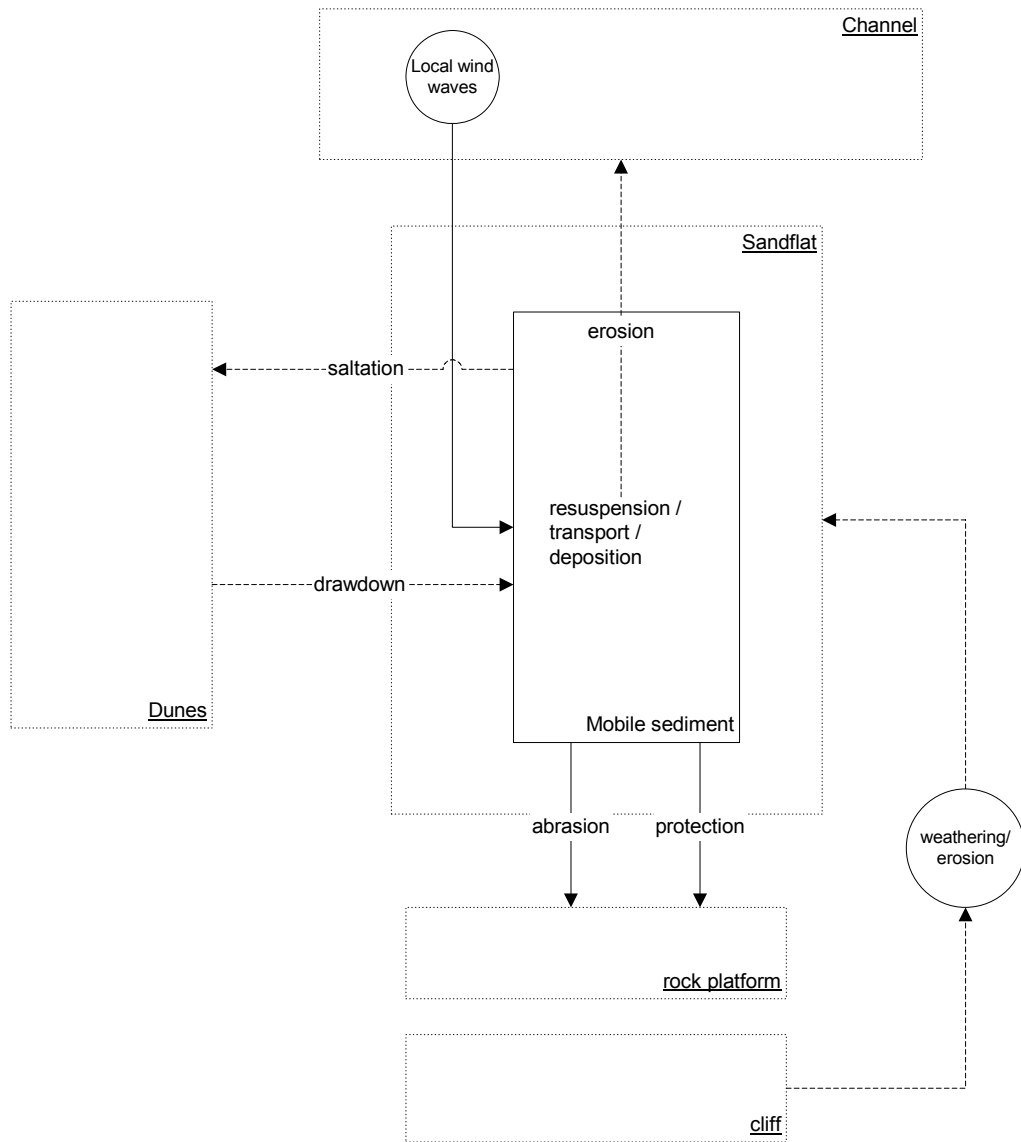 Channel
Local wind
waves
Sandflat
erosion
saltation
resuspension /
transport /
deposition
drawdown
Dunes
Mobile sediment
abrasion
protection
weathering/
erosion
rock platform
cliff